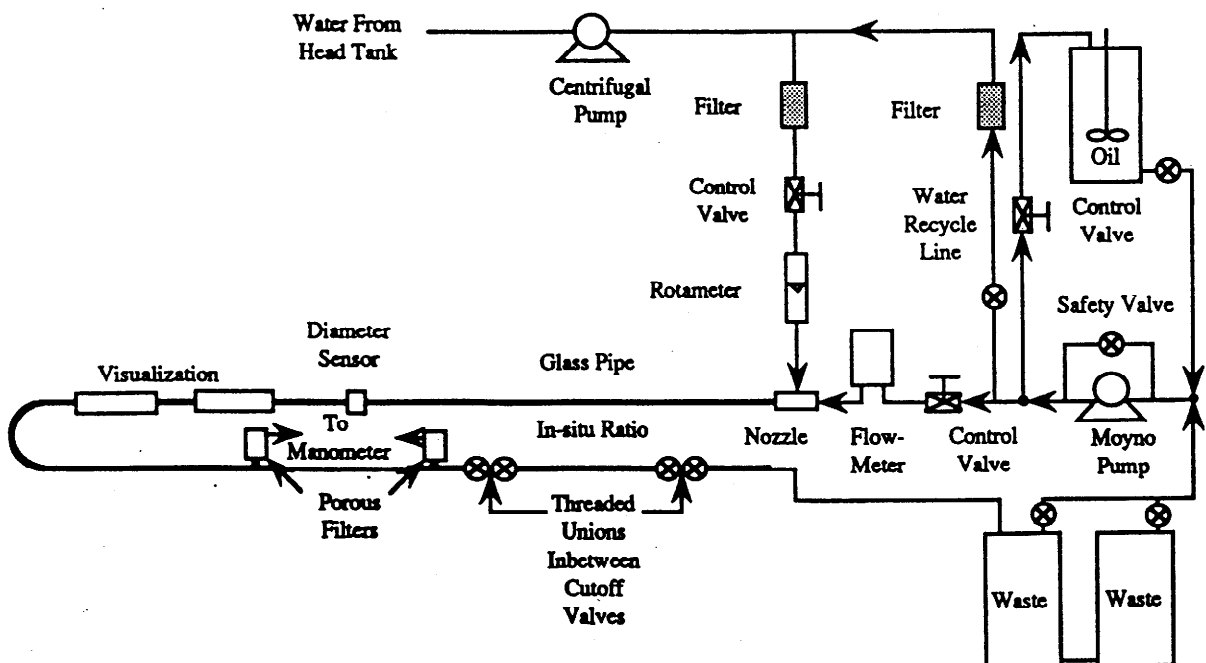 Water From
Head Tank
Centrifugal
Pump
Filter
Filter
Oil
Control
Valve
Water
Recycle
Line
Control
Valve
Rotameter
Safety Valve
Diameter
Sensor
Glass Pipe
Visualization
To
Manometer
In-situ Ratio
Nozzle
Flow-
Meter
Control
Valve
Moyno
Pump
Porous
Filters
Threaded
Unions
Inbetween
Cutoff
Valves
Waste
Waste